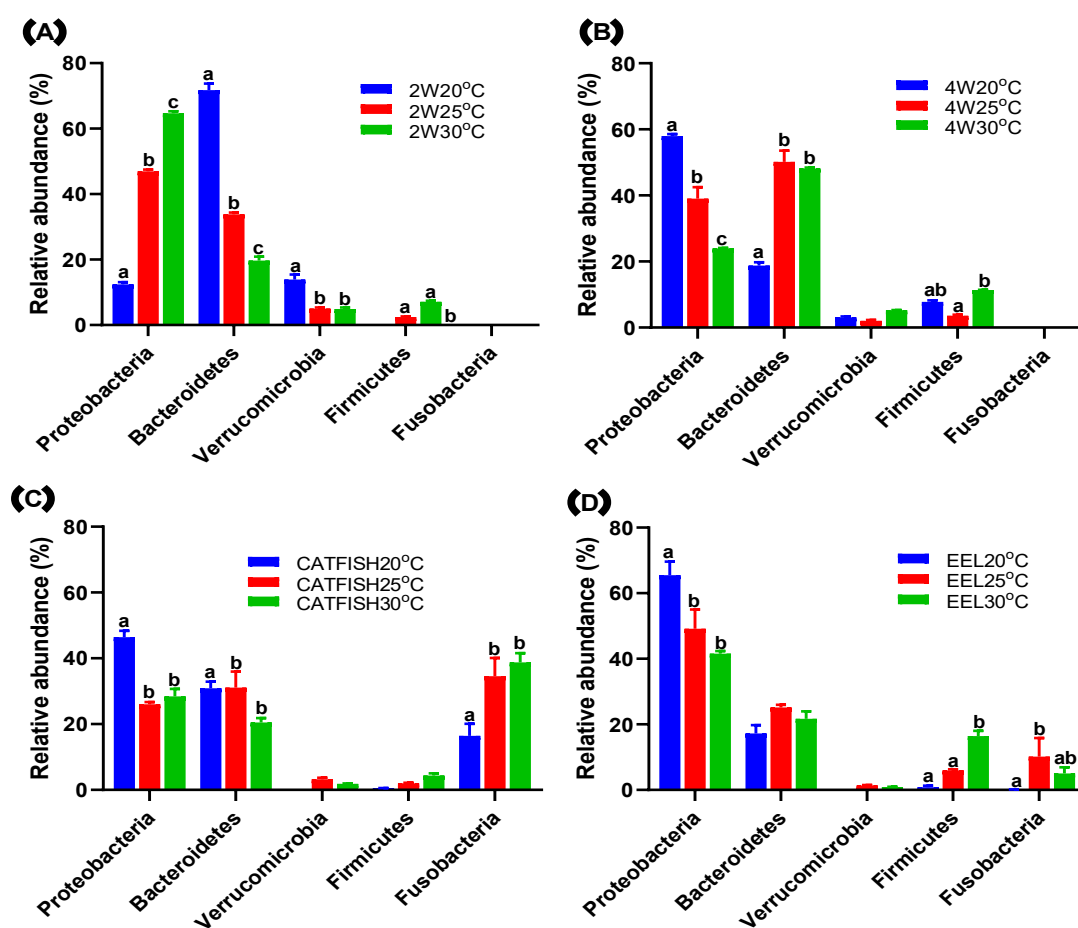 (A)
Relative abundance (%)
80
60
40
20
0
2W20°C
2W25°C
2W30°C
a
b
c
a
b
c
a
b
b
a
a
b
Proteobacteria
Bacteroidetes
Verrucomicrobia
Firmicutes
Fusobacteria
(B)
Relative abundance (%)
80
60
40
20
0
4W20°C
4W25°C
4W30°C
a
b
c
a
b
b
ab
a
b
Proteobacteria
Bacteroidetes
Verrucomicrobia
Firmicutes
Fusobacteria
(C)
Relative abundance (%)
80
60
40
20
0
CATFISH20°C
CATFISH25°C
CATFISH30°C
a
b
b
a
b
b
a
b
b
Proteobacteria
Bacteroidetes
Verrucomicrobia
Firmicutes
Fusobacteria
(D)
Relative abundance (%)
80
60
40
20
0
EEL20°C
EEL25°C
EEL30°C
a
b
b
a
a
b
a
b
ab
Proteobacteria
Bacteroidetes
Verrucomicrobia
Firmicutes
Fusobacteria